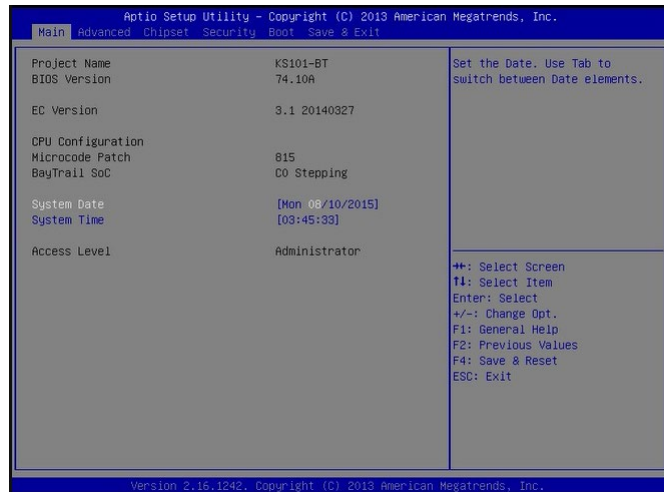 Aptio Setup Utility – Copyright (C) 2013 American Megatrends, Inc.
Main Advanced Chipset Security Boot Save & Exit
Project Name KS101-BT
BIOS Version 74.10A
EC Version 3.1 20140327
CPU Configuration
Microcode Patch 815
BayTrail SoC C0 Stepping
System Date [Mon 08/10/2015]
System Time [03:45:33]
Access Level Administrator
Set the Date. Use Tab to
switch between Date elements.
→←: Select Screen
↑↓: Select Item
Enter: Select
+/-: Change Opt.
F1: General Help
F2: Previous Values
F4: Save & Reset
ESC: Exit
Version 2.16.1242. Copyright (C) 2013 American Megatrends, Inc.